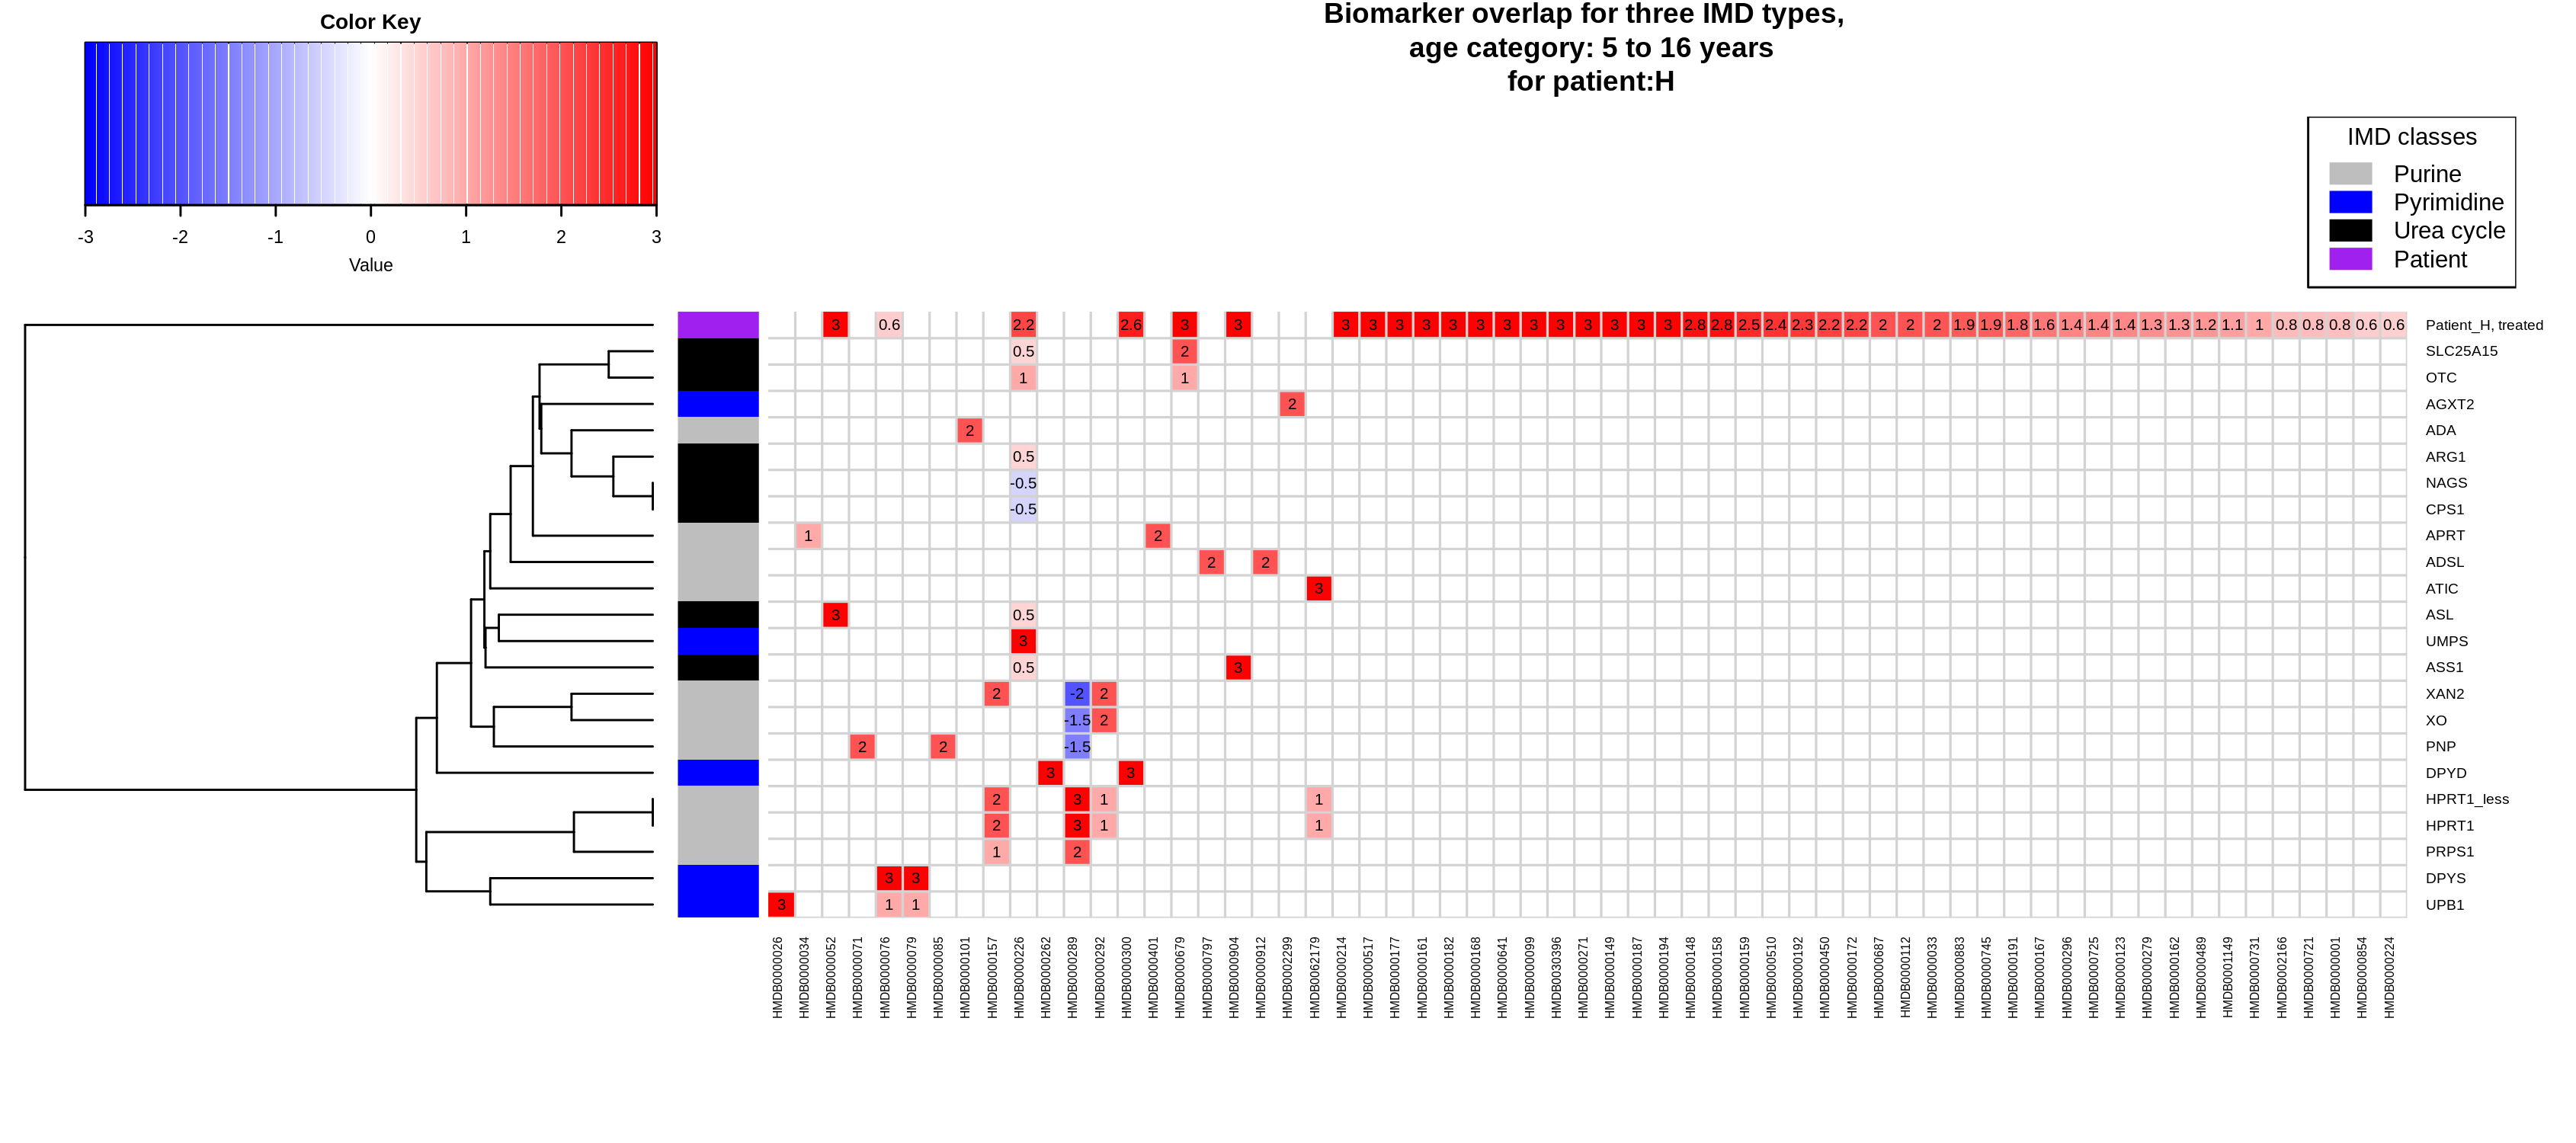 Color Key
-3 -2 -1 0 1 2 3
Value
Biomarker overlap for three IMD types,
age category: 5 to 16 years
for patient:H
IMD classes
Purine
Pyrimidine
Urea cycle
Patient
3 0.6 2.2 2.6 3 3 3 3 3 3 3 3 3 3 3 3 3 3 3 2.8 2.8 2.5 2.4 2.3 2.2 2.2 2 2 2 1.9 1.9 1.8 1.6 1.4 1.4 1.4 1.3 1.3 1.2 1.1 1 0.8 0.8 0.8 0.6 0.6 Patient_H, treated
0.5 2 SLC25A15
1 1 OTC
2 AGXT2
2 ADA
0.5 ARG1
-0.5 NAGS
-0.5 CPS1
1 2 APRT
2 2 ADSL
3 ATIC
3 0.5 ASL
3 UMPS
0.5 3 ASS1
2 -2 2 XAN2
-1.5 2 XO
2 2 -1.5 PNP
3 3 DPYD
2 3 1 1 HPRT1_less
2 3 1 1 HPRT1
1 2 PRPS1
3 3 DPYS
3 1 1 UPB1
HMDB0000026
HMDB0000034
HMDB0000052
HMDB0000071
HMDB0000076
HMDB0000079
HMDB0000085
HMDB0000101
HMDB0000157
HMDB0000226
HMDB0000262
HMDB0000289
HMDB0000292
HMDB0000300
HMDB0000401
HMDB0000679
HMDB0000797
HMDB0000904
HMDB0000912
HMDB0002299
HMDB0062179
HMDB0000214
HMDB0000517
HMDB0000177
HMDB0000161
HMDB0000182
HMDB0000168
HMDB0000641
HMDB0000099
HMDB0303396
HMDB0000271
HMDB0000149
HMDB0000187
HMDB0000194
HMDB0000148
HMDB0000158
HMDB0000159
HMDB0000510
HMDB0000192
HMDB0000450
HMDB0000172
HMDB0000687
HMDB0000112
HMDB0000033
HMDB0000883
HMDB0000745
HMDB0000191
HMDB0000167
HMDB0000296
HMDB0000725
HMDB0000123
HMDB0000279
HMDB0000162
HMDB0000489
HMDB0001149
HMDB0000731
HMDB0002166
HMDB0000721
HMDB0000001
HMDB0000854
HMDB0000224